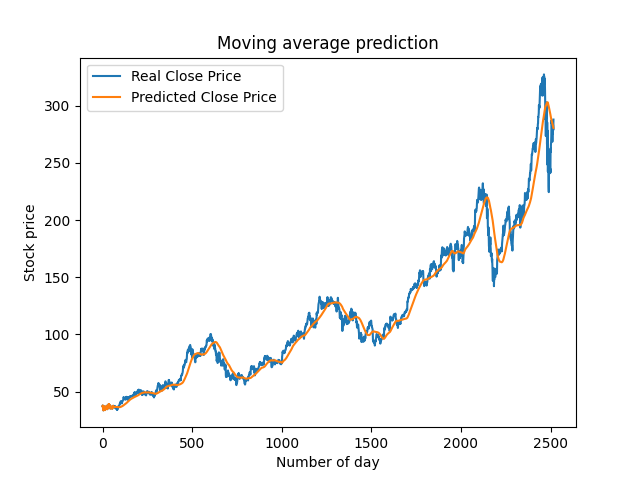 Moving average prediction
Real Close Price
Predicted Close Price
300
250
200
150
100
50
Stock price
0 500 1000 1500 2000 2500
Number of day